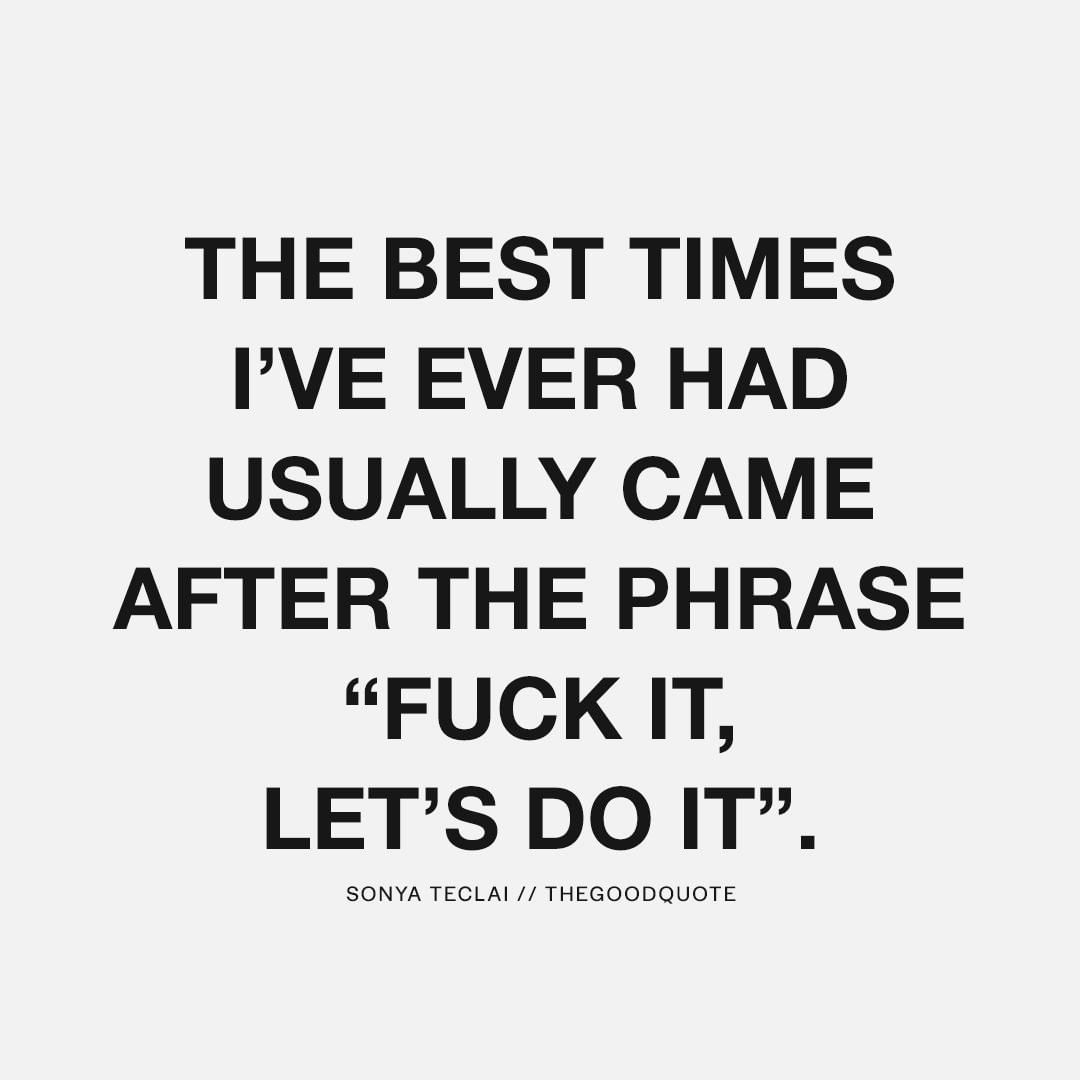 THE BEST TIMES
I’VE EVER HAD
USUALLY CAME
AFTER THE PHRASE
“FUCK IT,
LET’S DO IT”.
SONYA TECLAI // THEGOODQUOTE